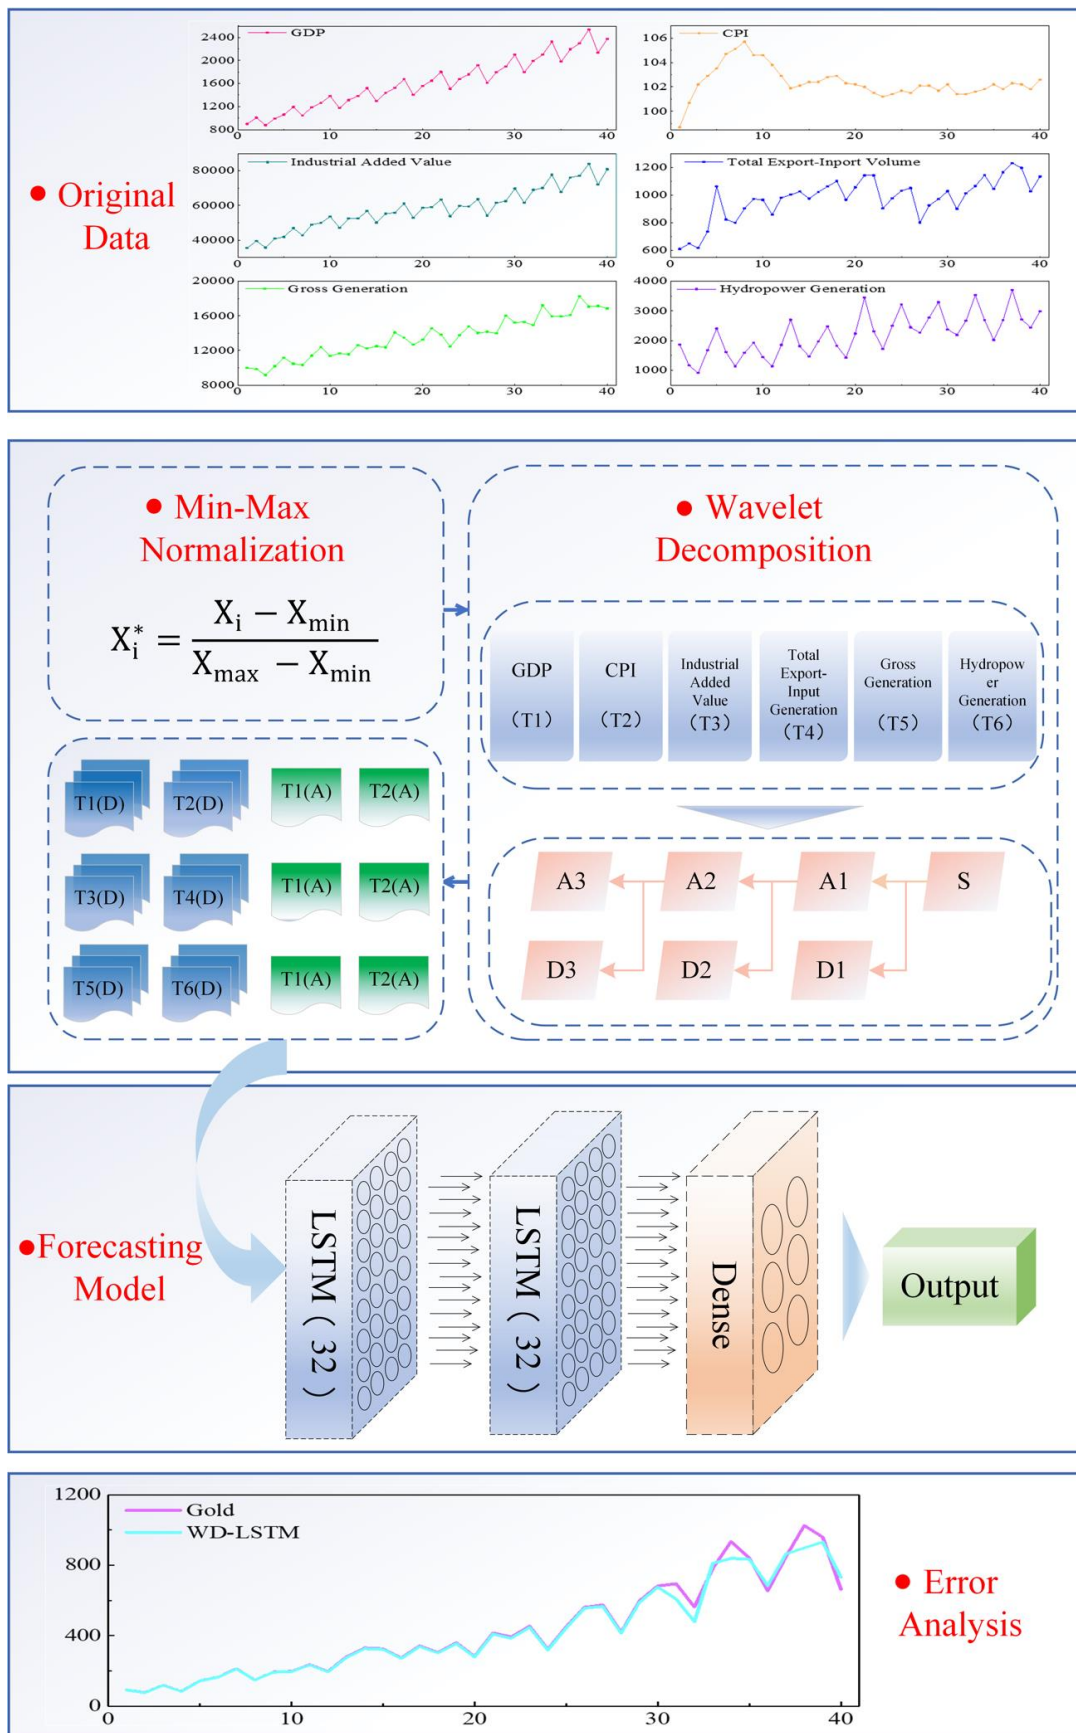 ● Original
Data
GDP
2400
2000
1600
1200
800
0 10 20 30 40
CPI
106
104
102
100
0 10 20 30 40
Industrial Added Value
80000
60000
40000
0 10 20 30 40
Total Export-Inport Volume
1200
1000
800
600
0 10 20 30 40
Gross Generation
20000
16000
12000
8000
0 10 20 30 40
Hydropower Generation
4000
3000
2000
1000
0 10 20 30 40
● Min-Max
Normalization
X*i = (Xi − Xmin) / (Xmax − Xmin)
● Wavelet
Decomposition
GDP
(T1)
CPI
(T2)
Industrial
Added
Value
(T3)
Total
Export-
Input
Generation
(T4)
Gross
Generation
(T5)
Hydropow
er
Generation
(T6)
T1(D) T2(D) T1(A) T2(A)
T3(D) T4(D) T1(A) T2(A)
T5(D) T6(D) T1(A) T2(A)
A3 A2 A1 S
D3 D2 D1
●Forecasting
Model
LSTM (32)
LSTM (32)
Dense
Output
1200
800
400
0
Gold
WD-LSTM
0 10 20 30 40
● Error
Analysis